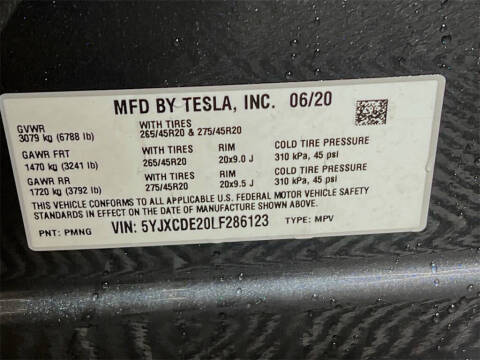 MFD BY TESLA, INC. 06/20
GVWR
3079 kg (6788 lb)
WITH TIRES
265/45R20 & 275/45R20
GAWR FRT
1470 kg (3241 lb)
WITH TIRES
265/45R20
RIM
20x9.0 J
COLD TIRE PRESSURE
310 kPa, 45 psi
GAWR RR
1720 kg (3792 lb)
WITH TIRES
275/45R20
RIM
20x9.5 J
COLD TIRE PRESSURE
310 kPa, 45 psi
THIS VEHICLE CONFORMS TO ALL APPLICABLE U.S. FEDERAL MOTOR VEHICLE SAFETY
STANDARDS IN EFFECT ON THE DATE OF MANUFACTURE SHOWN ABOVE.
PNT: PMNG VIN: 5YJXCDE20LF286123 TYPE: MPV